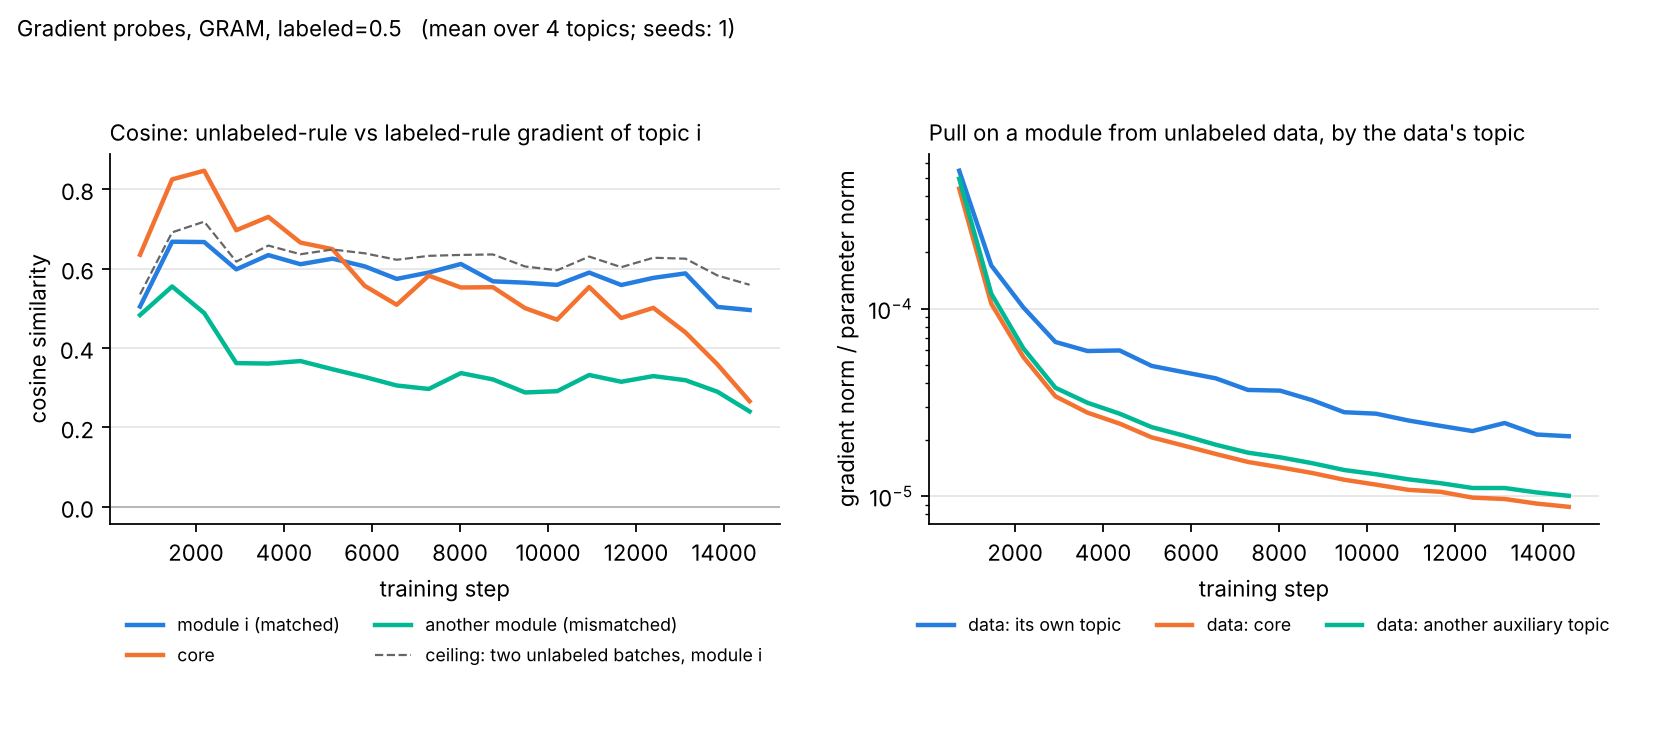 Gradient probes, GRAM, labeled=0.5   (mean over 4 topics; seeds: 1)
Cosine: unlabeled-rule vs labeled-rule gradient of topic i
cosine similarity
0.8
0.6
0.4
0.2
0.0
2000 4000 6000 8000 10000 12000 14000
training step
module i (matched)
another module (mismatched)
core
ceiling: two unlabeled batches, module i
Pull on a module from unlabeled data, by the data's topic
gradient norm / parameter norm
10⁻⁴
10⁻⁵
2000 4000 6000 8000 10000 12000 14000
training step
data: its own topic
data: core
data: another auxiliary topic